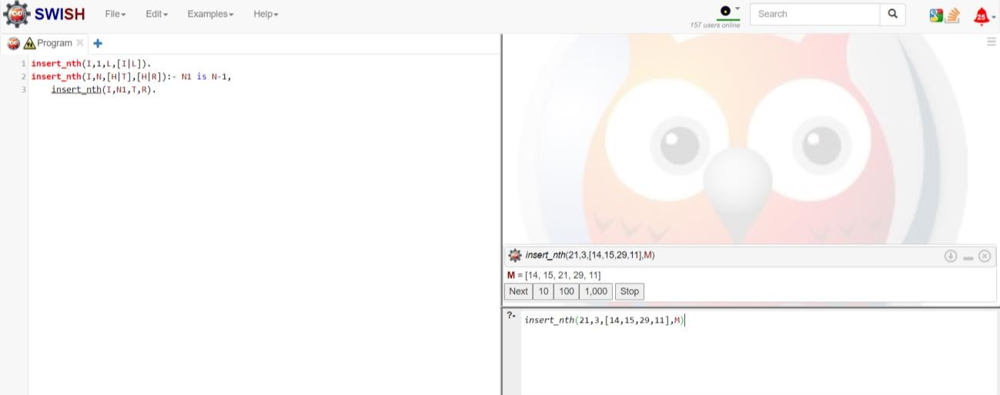 SWISH File Edit Examples Help 157 users online Search 25
Program
1 insert_nth(I,1,L,[I|L]).
2 insert_nth(I,N,[H|T],[H|R]):- N1 is N-1,
3 insert_nth(I,N1,T,R).
insert_nth(21,3,[14,15,29,11],M)
M = [14, 15, 21, 29, 11]
Next 10 100 1,000 Stop
?- insert_nth(21,3,[14,15,29,11],M)